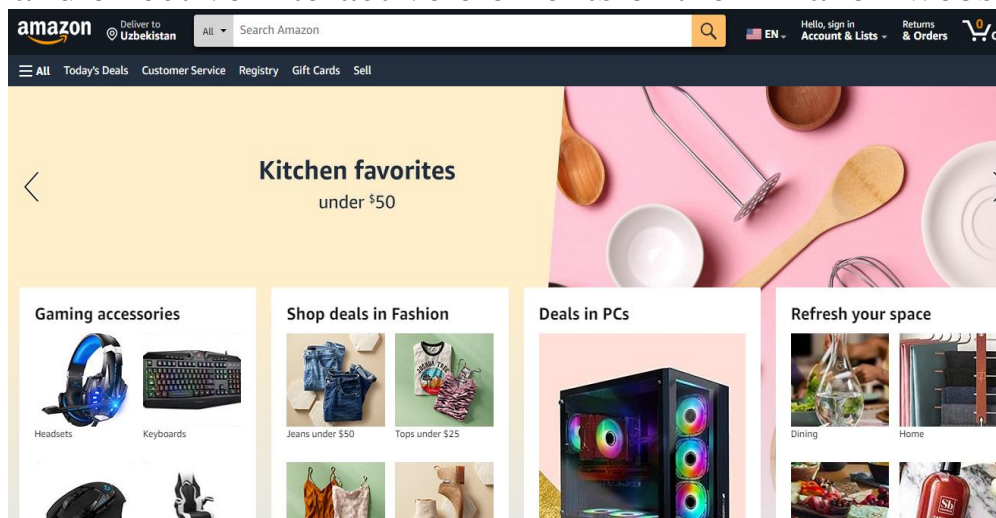 amazon
Deliver to
Uzbekistan
All
Search Amazon
EN
Hello, sign in
Account & Lists
Returns
& Orders
0
All
Today's Deals
Customer Service
Registry
Gift Cards
Sell
Kitchen favorites
under $50
Gaming accessories
Shop deals in Fashion
Deals in PCs
Refresh your space
Headsets
Keyboards
Jeans under $50
Tops under $25
Dining
Home
Sb